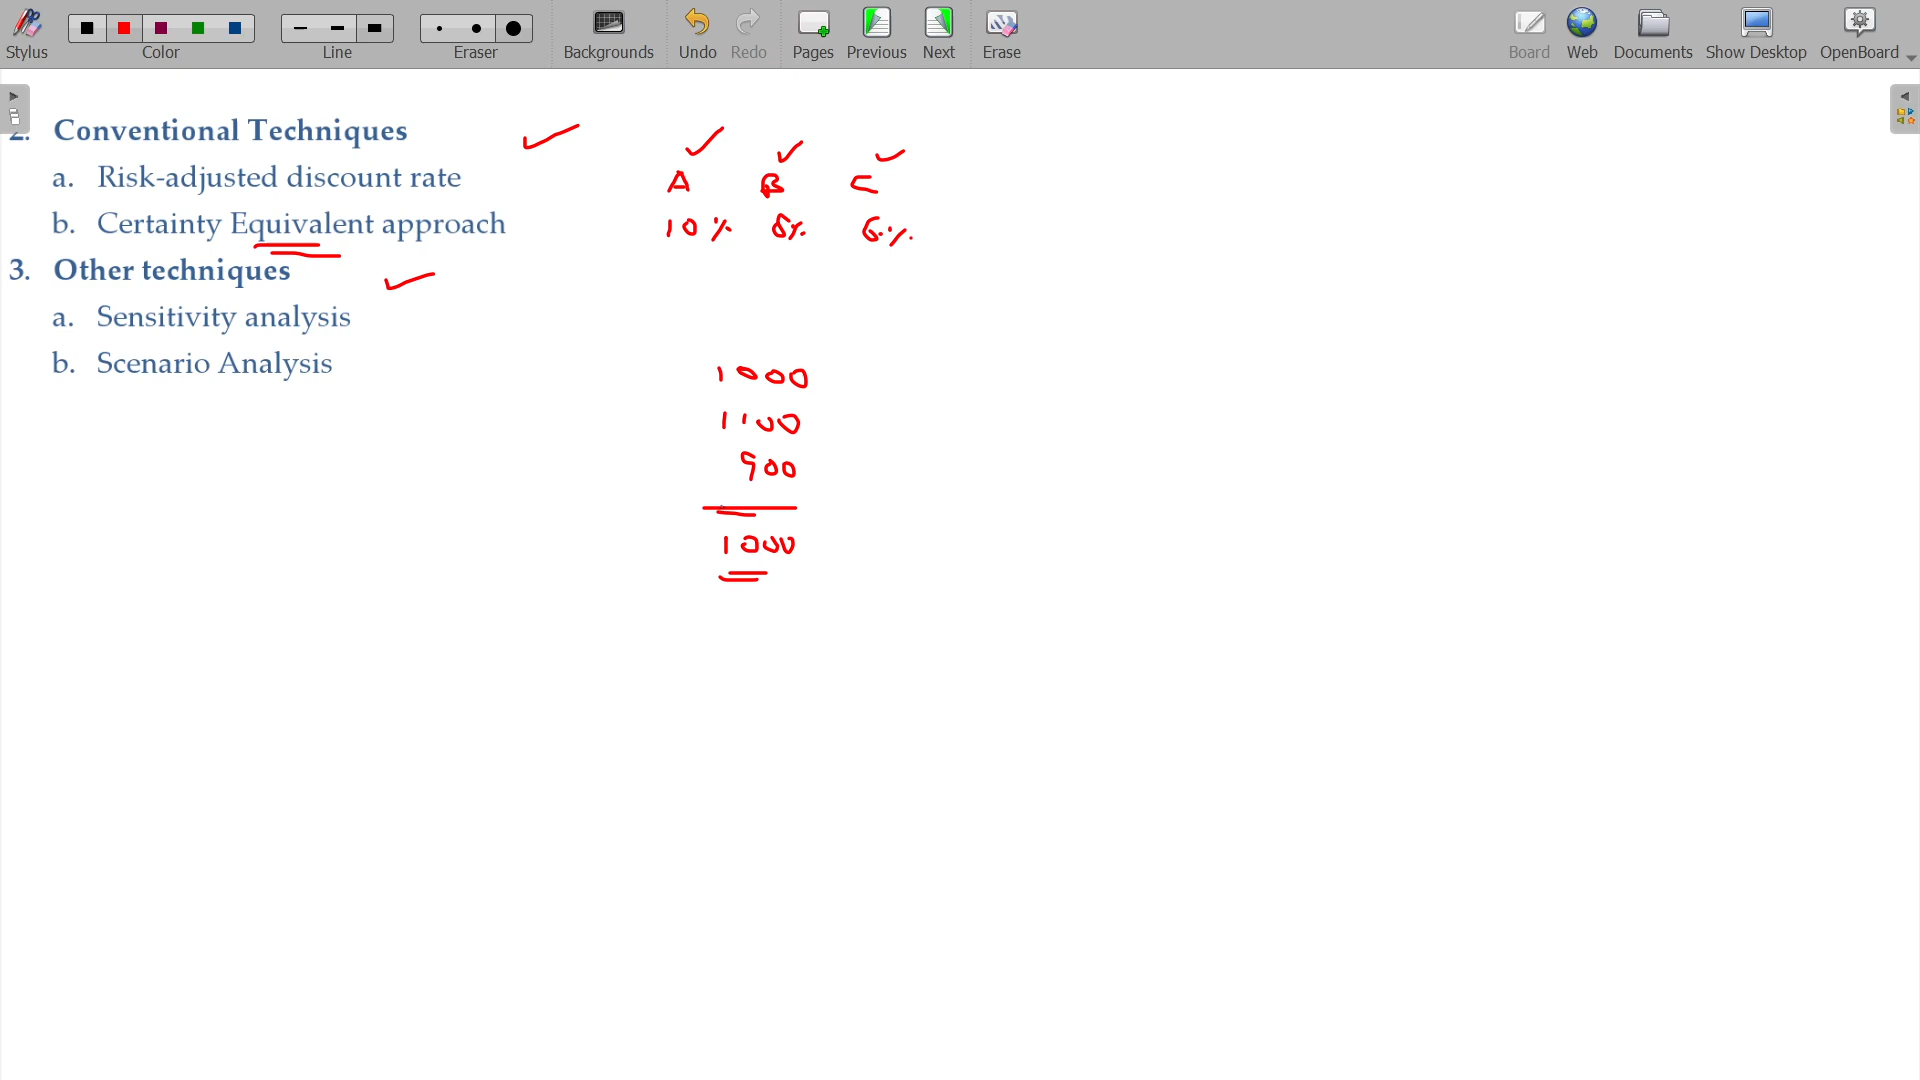 Stylus Color Line Eraser Backgrounds Undo Redo Pages Previous Next Erase Board Web Documents Show Desktop OpenBoard
2. Conventional Techniques
a. Risk-adjusted discount rate
b. Certainty Equivalent approach
3. Other techniques
a. Sensitivity analysis
b. Scenario Analysis
A B C
10% 8% 6%
1000
1100
900
1000